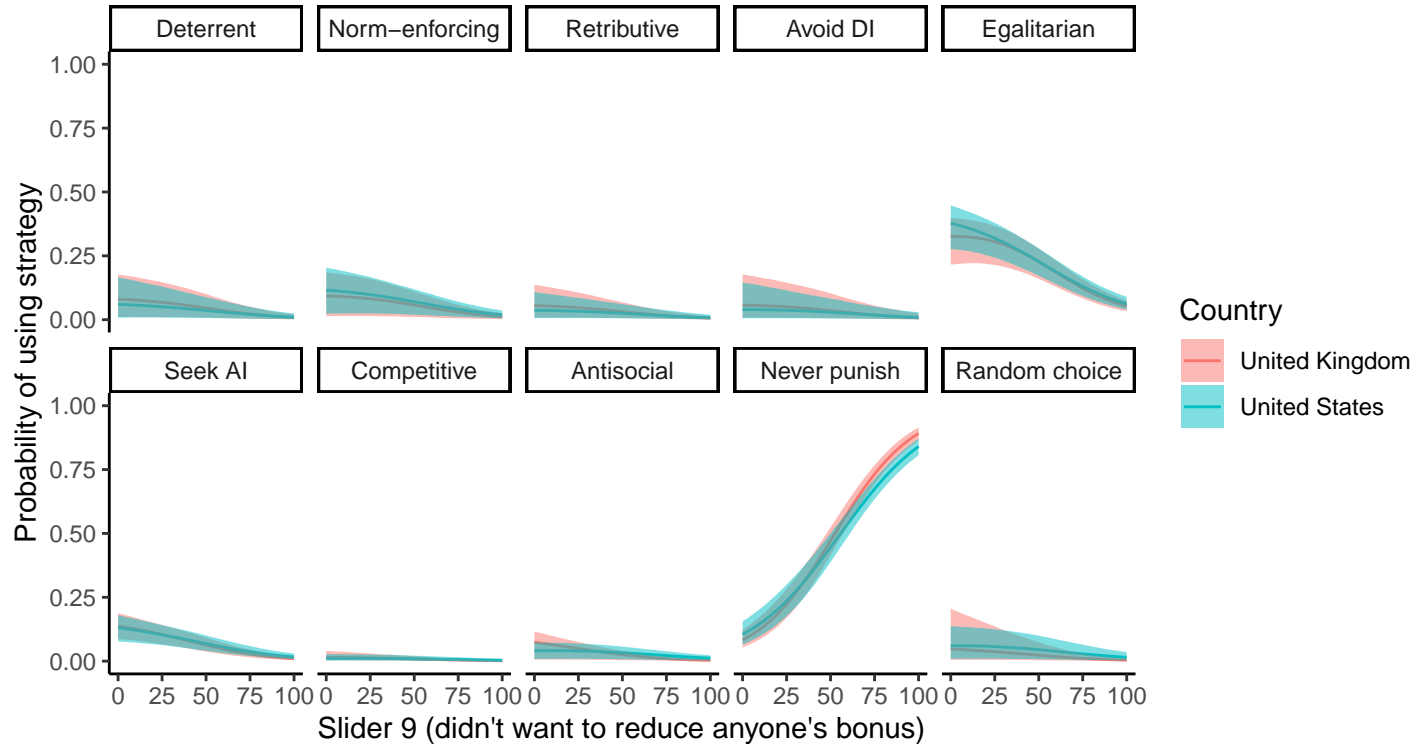 Deterrent Norm−enforcing Retributive Avoid DI Egalitarian
1.00
0.75
0.50
0.25
0.00
Seek AI Competitive Antisocial Never punish Random choice
1.00
0.75
0.50
0.25
0.00
0 25 50 75 100 0 25 50 75 100 0 25 50 75 100 0 25 50 75 100 0 25 50 75 100
Slider 9 (didn't want to reduce anyone's bonus)
Probability of using strategy
Country
United Kingdom
United States